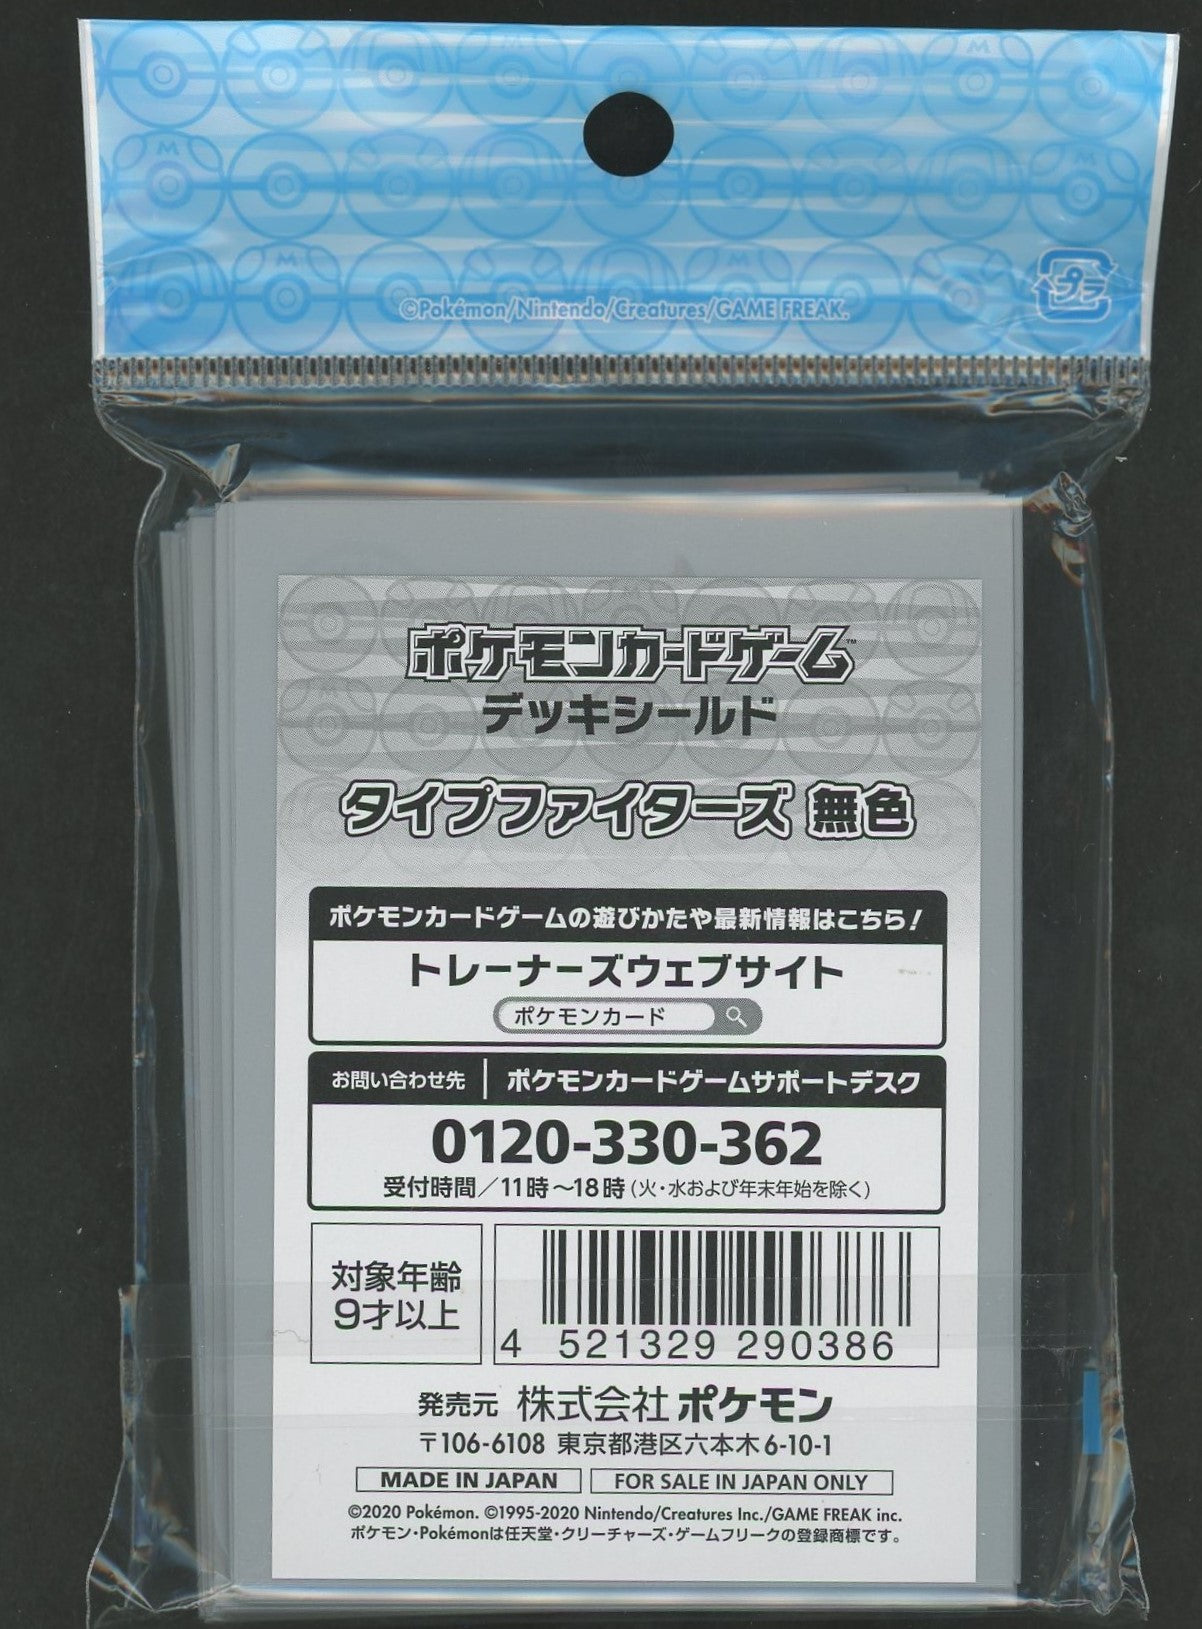 ©Pokémon/Nintendo/Creatures/GAME FREAK.
プラ
ポケモンカードゲーム™
デッキシールド
タイプファイターズ 無色
ポケモンカードゲームの遊びかたや最新情報はこちら!
トレーナーズウェブサイト
ポケモンカード
お問い合わせ先 ポケモンカードゲームサポートデスク
0120-330-362
受付時間/11時~18時(火・水および年末年始を除く)
対象年齢
9才以上
4 521329 290386
発売元 株式会社ポケモン
〒106-6108 東京都港区六本木6-10-1
MADE IN JAPAN FOR SALE IN JAPAN ONLY
©2020 Pokémon. ©1995-2020 Nintendo/Creatures Inc./GAME FREAK inc.
ポケモン・Pokémonは任天堂・クリーチャーズ・ゲームフリークの登録商標です。